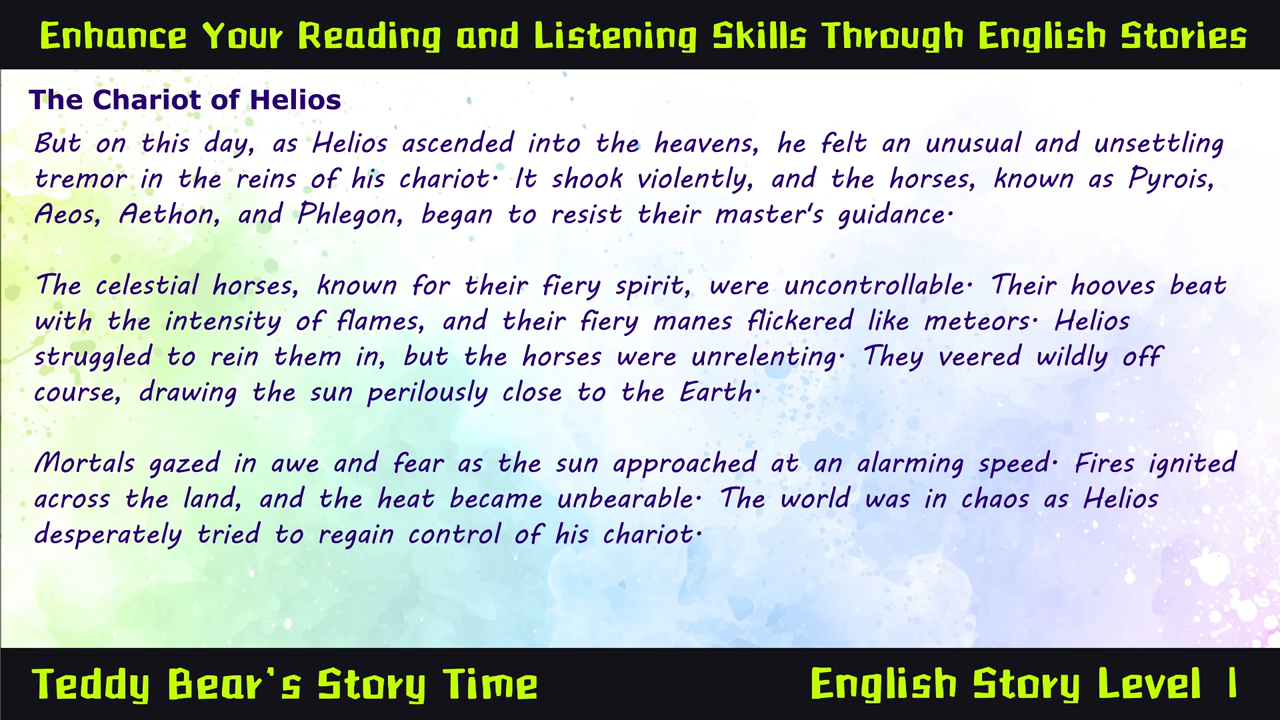 Enhance Your Reading and Listening Skills Through English Stories
The Chariot of Helios
But on this day, as Helios ascended into the heavens, he felt an unusual and unsettling
tremor in the reins of his chariot. It shook violently, and the horses, known as Pyrois,
Aeos, Aethon, and Phlegon, began to resist their master's guidance.
The celestial horses, known for their fiery spirit, were uncontrollable. Their hooves beat
with the intensity of flames, and their fiery manes flickered like meteors. Helios
struggled to rein them in, but the horses were unrelenting. They veered wildly off
course, drawing the sun perilously close to the Earth.
Mortals gazed in awe and fear as the sun approached at an alarming speed. Fires ignited
across the land, and the heat became unbearable. The world was in chaos as Helios
desperately tried to regain control of his chariot.
Teddy Bear's Story Time
English Story Level 1